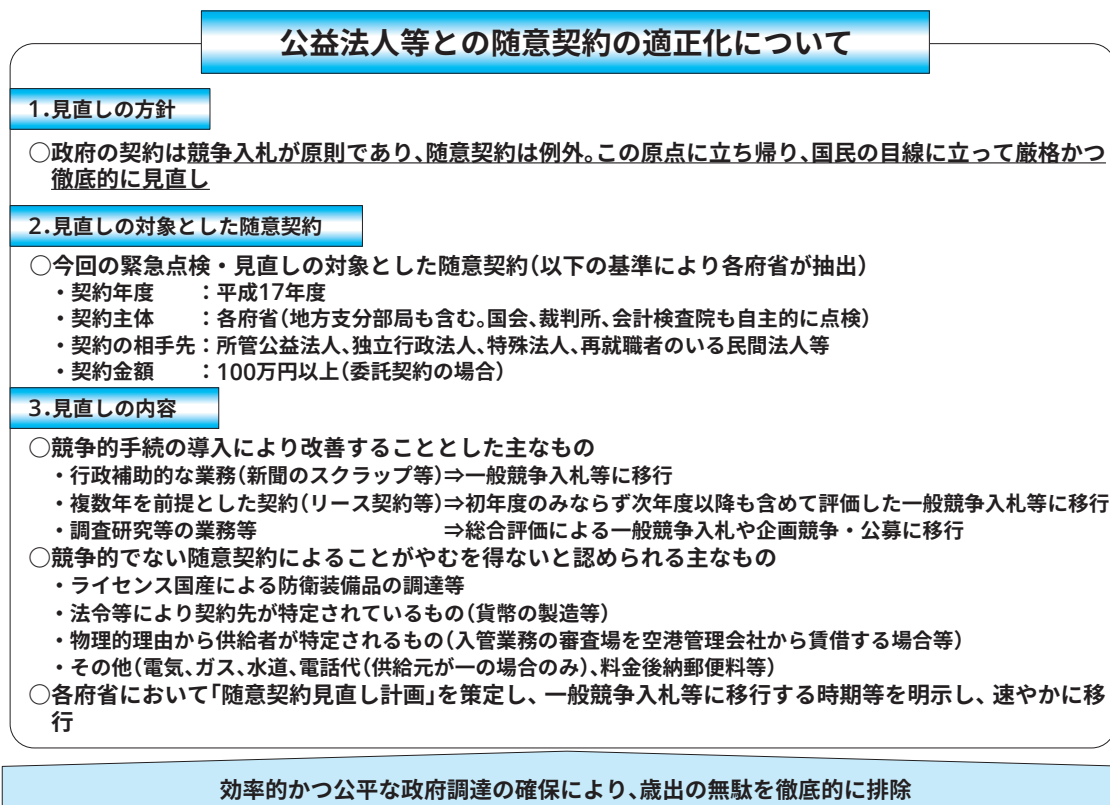 公益法人等との随意契約の適正化について
1.見直しの方針
○政府の契約は競争入札が原則であり、随意契約は例外。この原点に立ち帰り、国民の目線に立って厳格かつ
徹底的に見直し
2.見直しの対象とした随意契約
○今回の緊急点検・見直しの対象とした随意契約(以下の基準により各府省が抽出)
・契約年度　　:平成17年度
・契約主体　　:各府省(地方支分部局も含む。国会、裁判所、会計検査院も自主的に点検)
・契約の相手先:所管公益法人、独立行政法人、特殊法人、再就職者のいる民間法人等
・契約金額　　:100万円以上(委託契約の場合)
3.見直しの内容
○競争的手続の導入により改善することとした主なもの
・行政補助的な業務(新聞のスクラップ等)⇒一般競争入札等に移行
・複数年を前提とした契約(リース契約等)⇒初年度のみならず次年度以降も含めて評価した一般競争入札等に移行
・調査研究等の業務等　　　　　　　　　⇒総合評価による一般競争入札や企画競争・公募に移行
○競争的でない随意契約によることがやむを得ないと認められる主なもの
・ライセンス国産による防衛装備品の調達等
・法令等により契約先が特定されているもの(貨幣の製造等)
・物理的理由から供給者が特定されるもの(入管業務の審査場を空港管理会社から賃借する場合等)
・その他(電気、ガス、水道、電話代(供給元が一の場合のみ)、料金後納郵便料等)
○各府省において「随意契約見直し計画」を策定し、一般競争入札等に移行する時期等を明示し、速やかに移
行
効率的かつ公平な政府調達の確保により、歳出の無駄を徹底的に排除